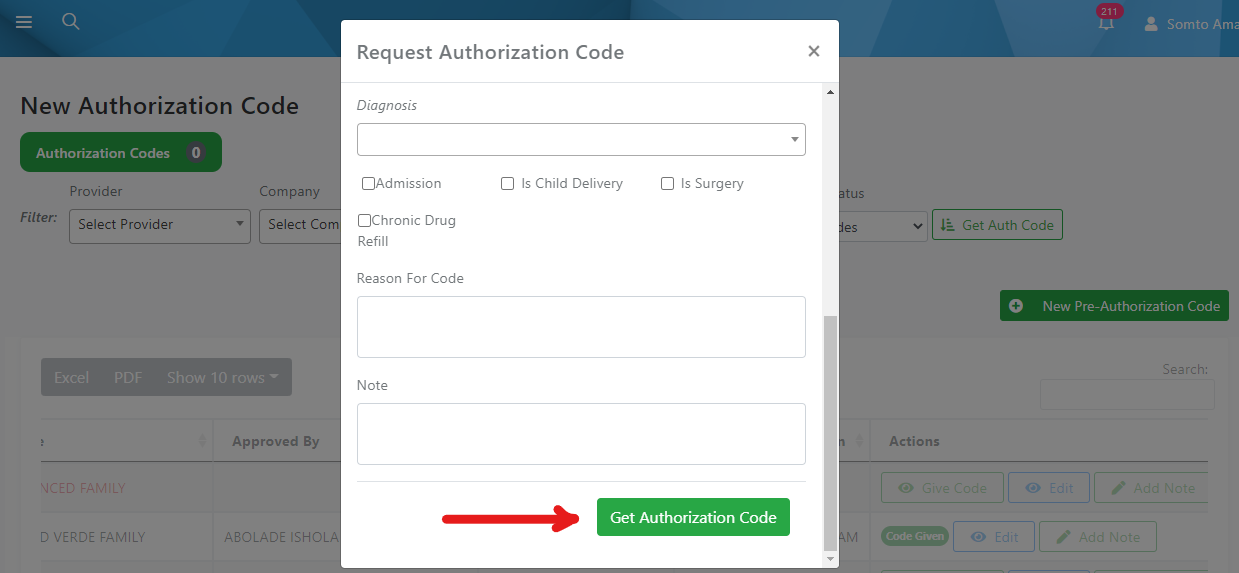 211
Somto Ama
Request Authorization Code
×
New Authorization Code
Authorization Codes 0
Provider
Company
Filter:
Select Provider
Select Com
atus
des
Get Auth Code
New Pre-Authorization Code
Diagnosis
Admission
Is Child Delivery
Is Surgery
Chronic Drug
Refill
Reason For Code
Note
Get Authorization Code
Excel PDF Show 10 rows
Search:
e Approved By n Actions
NCED FAMILY Give Code Edit Add Note
D VERDE FAMILY ABOLADE ISHOLA AM Code Given Edit Add Note